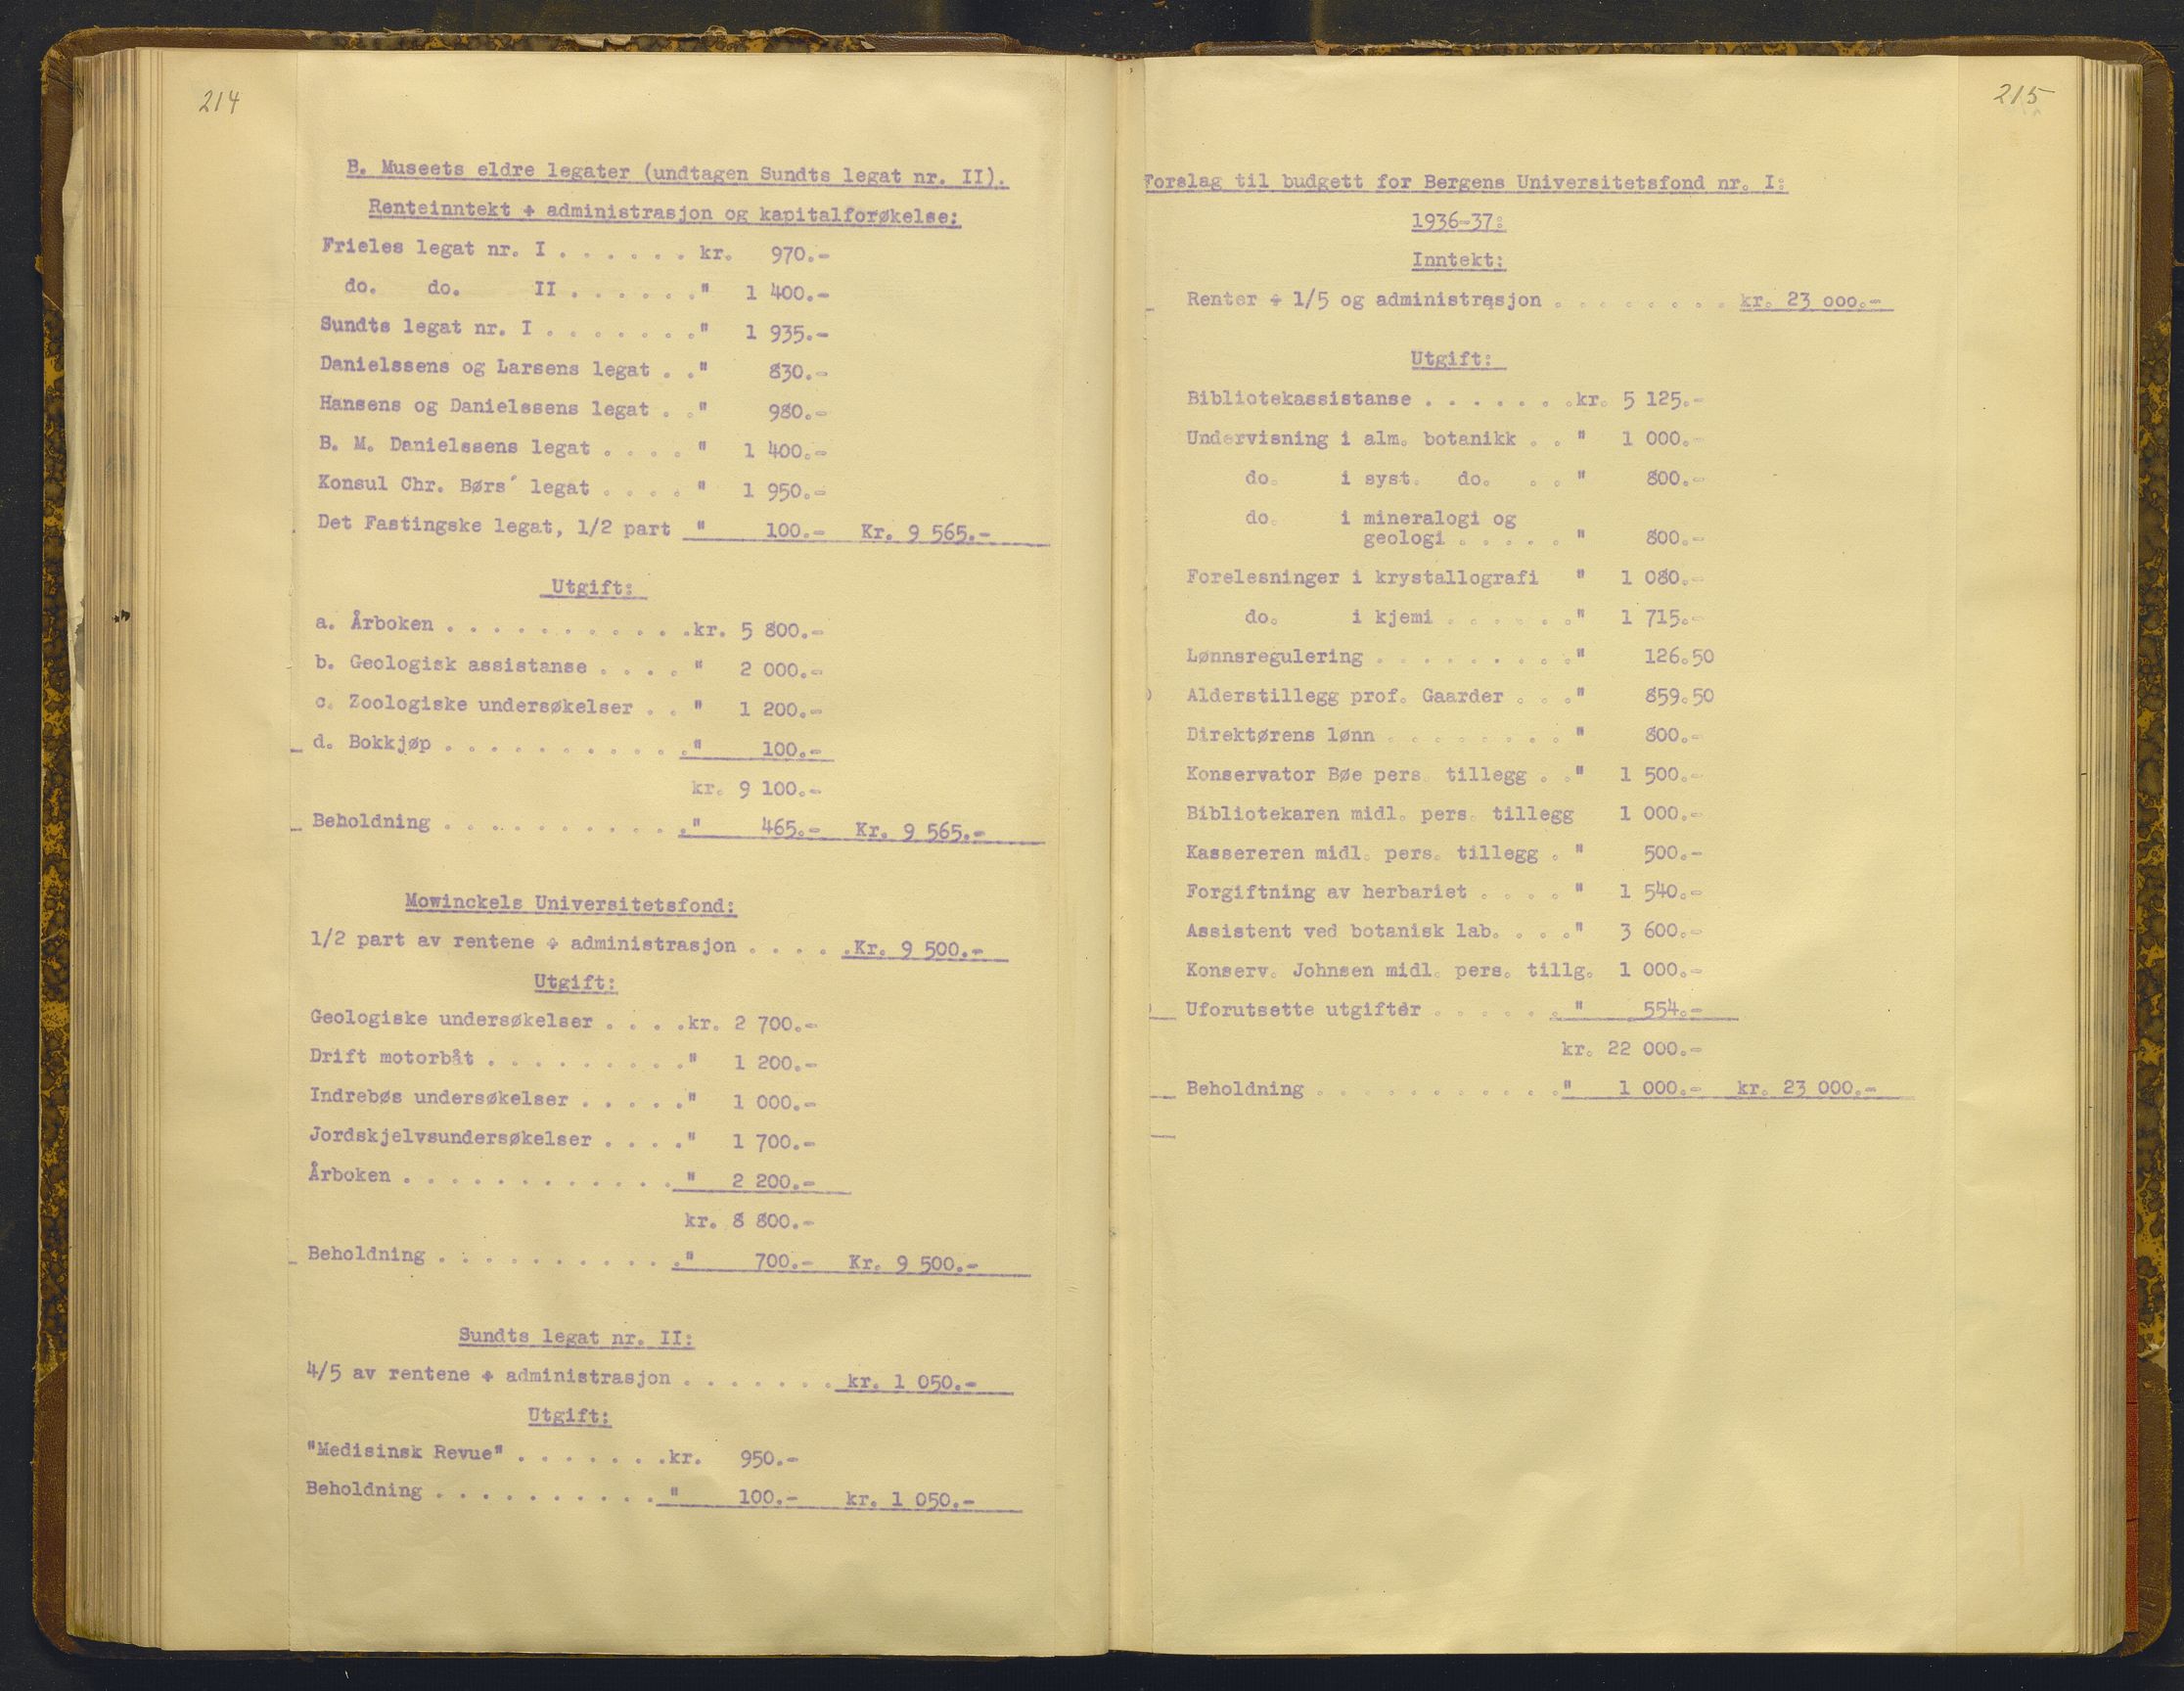 214
B. Museets eldre legater (undtagen Sundts legat nr. II).
Renteinntekt ÷ administrasjon og kapitalforøkelse:
Frieles legat nr. I . . . . . . kr. 970.-
do. do. II . . . . . . " 1 400.-
Sundts legat nr. I . . . . . . . " 1 935.-
Danielssens og Larsens legat . . " 830.-
Hansens og Danielssens legat . . " 980.-
B. M. Danielssens legat . . . . " 1 400.-
Konsul Chr. Børs´ legat . . . . " 1 950.-
Det Fastingske legat, 1/2 part " 100.- Kr. 9 565.-
Utgift:
a. Årboken . . . . . . . . . . . kr. 5 800.-
b. Geologisk assistanse . . . . " 2 000.-
c. Zoologiske undersøkelser . . " 1 200.-
d. Bokkjøp . . . . . . . . . . . " 100.-
kr. 9 100.-
Beholdning . . . . . . . . . . . " 465.- Kr. 9 565.-
Mowinckels Universitetsfond:
1/2 part av rentene ÷ administrasjon . . . . . Kr. 9 500.-
Utgift:
Geologiske undersøkelser . . . . kr. 2 700.-
Drift motorbåt . . . . . . . . . " 1 200.-
Indrebøs undersøkelser . . . . . " 1 000.-
Jordskjelvsundersøkelser . . . . " 1 700.-
Årboken . . . . . . . . . . . . " 2 200.-
kr. 8 800.-
Beholdning . . . . . . . . . . . " 700.- Kr. 9 500.-
Sundts legat nr. II:
4/5 av rentene ÷ administrasjon . . . . . . . kr. 1 050.-
Utgift:
"Medisinsk Revue" . . . . . . . kr. 950.-
Beholdning . . . . . . . . . . " 100.- kr. 1 050.-
215
Forslag til budgett for Bergens Universitetsfond nr. I:
1936-37:
Inntekt:
Renter ÷ 1/5 og administrasjon . . . . . . . . kr. 23 000.-
Utgift:
Bibliotekassistanse . . . . . . . kr. 5 125.-
Undervisning i alm. botanikk . . " 1 000.-
do. i syst. do. . . " 800.-
do. i mineralogi og
geologi . . . . . " 800.-
Forelesninger i krystallografi " 1 080.-
do. i kjemi . . . . . . " 1 715.-
Lønnsregulering . . . . . . . . . " 126.50
Alderstillegg prof. Gaarder . . . " 859.50
Direktørens lønn . . . . . . . . " 800.-
Konservator Bøe pers. tillegg . . " 1 500.-
Bibliotekaren midl. pers. tillegg 1 000.-
Kassereren midl. pers. tillegg . " 500.-
Forgiftning av herbariet . . . . " 1 540.-
Assistent ved botanisk lab. . . . " 3 600.-
Konserv. Johnsen midl. pers. tillg. 1 000.-
Uforutsette utgifter . . . . . . " 554.-
kr. 22 000.-
Beholdning . . . . . . . . . . . " 1 000.- kr. 23 000.-